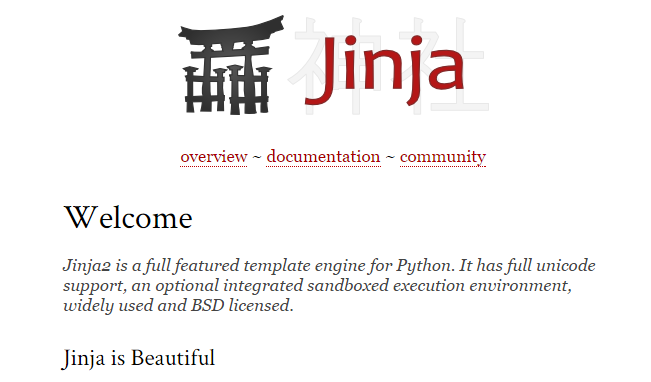 神社
Jinja
overview ~ documentation ~ community
Welcome
Jinja2 is a full featured template engine for Python. It has full unicode
support, an optional integrated sandboxed execution environment,
widely used and BSD licensed.
Jinja is Beautiful